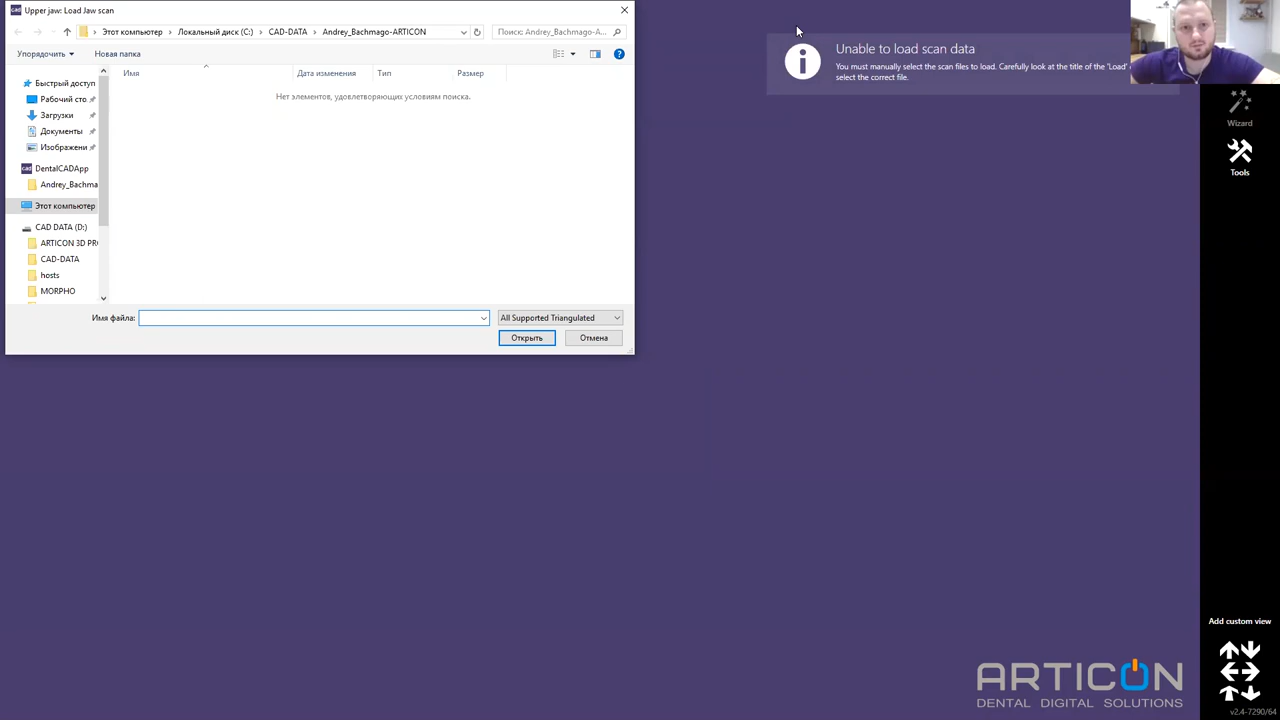 Upper jaw: Load Jaw scan
Этот компьютер > Локальный диск (C:) > CAD-DATA > Andrey_Bachmago-ARTICON
Поиск: Andrey_Bachmago-A...
Упорядочить
Новая папка
Имя
Дата изменения
Тип
Размер
Нет элементов, удовлетворяющих условиям поиска.
Быстрый доступ
Рабочий сто
Загрузки
Документы
Изображени
DentalCADApp
Andrey_Bachma
Этот компьютер
CAD DATA (D:)
ARTICON 3D PR
CAD-DATA
hosts
MORPHO
Имя файла:
All Supported Triangulated
Открыть
Отмена
Unable to load scan data
You must manually select the scan files to load. Carefully look at the title of the 'Load'
select the correct file.
Wizard
Tools
Add custom view
ARTICON
DENTAL DIGITAL SOLUTIONS
v2.4-7290/64